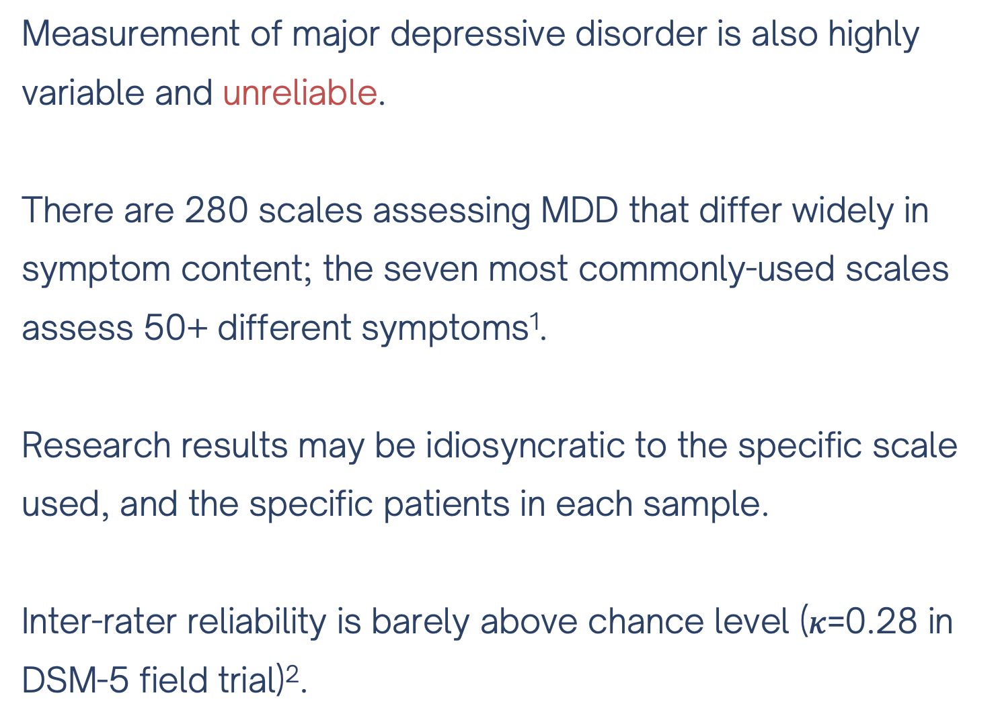 Measurement of major depressive disorder is also highly
variable and unreliable.
There are 280 scales assessing MDD that differ widely in
symptom content; the seven most commonly-used scales
assess 50+ different symptoms¹.
Research results may be idiosyncratic to the specific scale
used, and the specific patients in each sample.
Inter-rater reliability is barely above chance level (κ=0.28 in
DSM-5 field trial)².